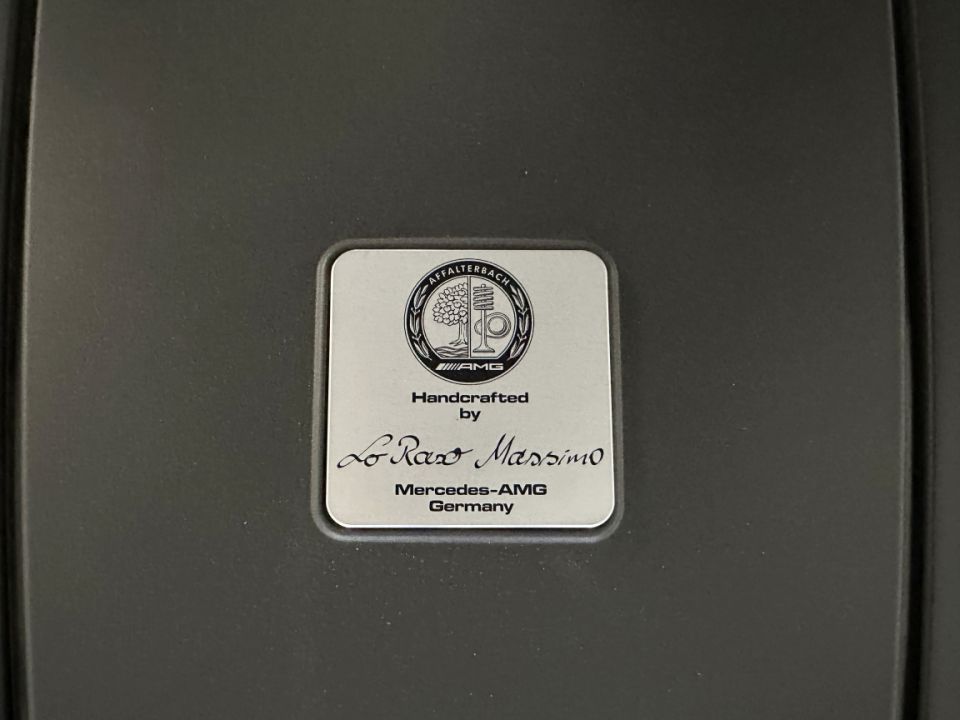 AFFALTERBACH
AMG
Handcrafted
by
Lo Raso Massimo
Mercedes-AMG
Germany